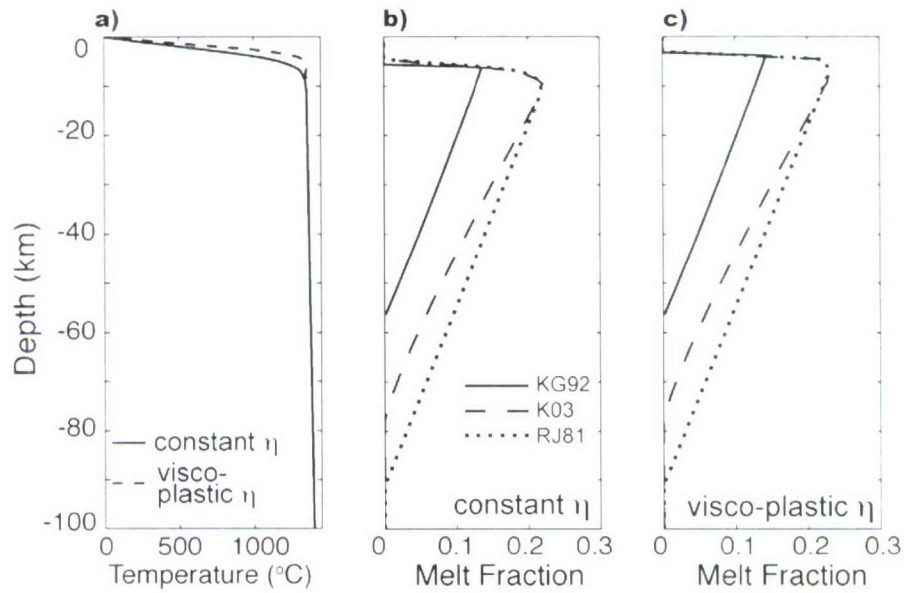 a)
b)
c)
0
-20
-40
-60
-80
-100
Depth (km)
constant η
visco-
plastic η
0
500
1000
Temperature (°C)
KG92
K03
RJ81
constant η
0
0.1
0.2
0.3
Melt Fraction
visco-plastic η
0
0.1
0.2
0.3
Melt Fraction